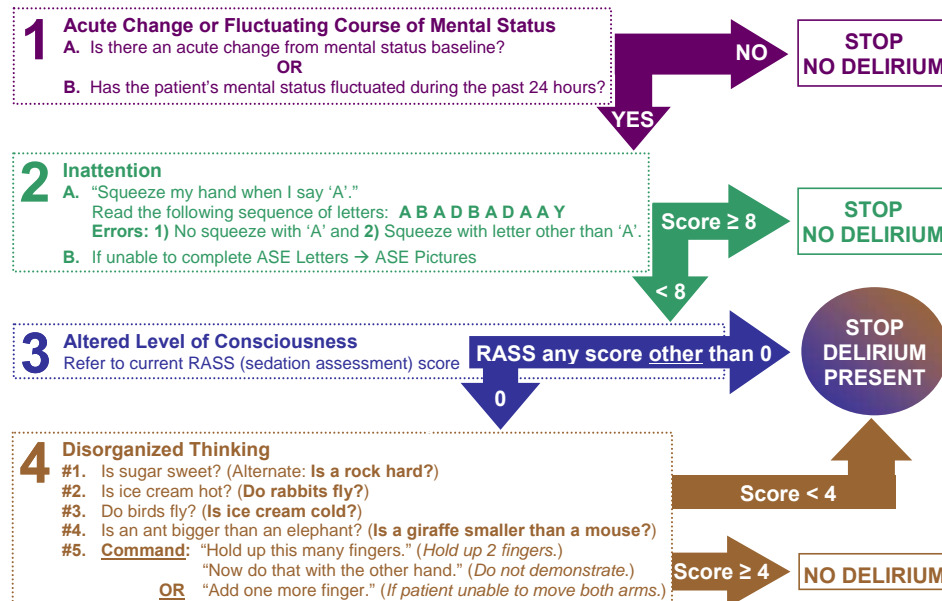 1
Acute Change or Fluctuating Course of Mental Status
A. Is there an acute change from mental status baseline?
OR
B. Has the patient's mental status fluctuated during the past 24 hours?
NO
STOP
NO DELIRIUM
YES
2
Inattention
A. “Squeeze my hand when I say ‘A’.”
Read the following sequence of letters: A B A D B A D A A Y
Errors: 1) No squeeze with ‘A’ and 2) Squeeze with letter other than ‘A’.
B. If unable to complete ASE Letters → ASE Pictures
Score ≥ 8
STOP
NO DELIRIUM
< 8
3
Altered Level of Consciousness
Refer to current RASS (sedation assessment) score
RASS any score other than 0
STOP
DELIRIUM
PRESENT
0
4
Disorganized Thinking
#1. Is sugar sweet? (Alternate: Is a rock hard?)
#2. Is ice cream hot? (Do rabbits fly?)
#3. Do birds fly? (Is ice cream cold?)
#4. Is an ant bigger than an elephant? (Is a giraffe smaller than a mouse?)
#5. Command: “Hold up this many fingers.” (Hold up 2 fingers.)
“Now do that with the other hand.” (Do not demonstrate.)
OR “Add one more finger.” (If patient unable to move both arms.)
Score < 4
Score ≥ 4
NO DELIRIUM